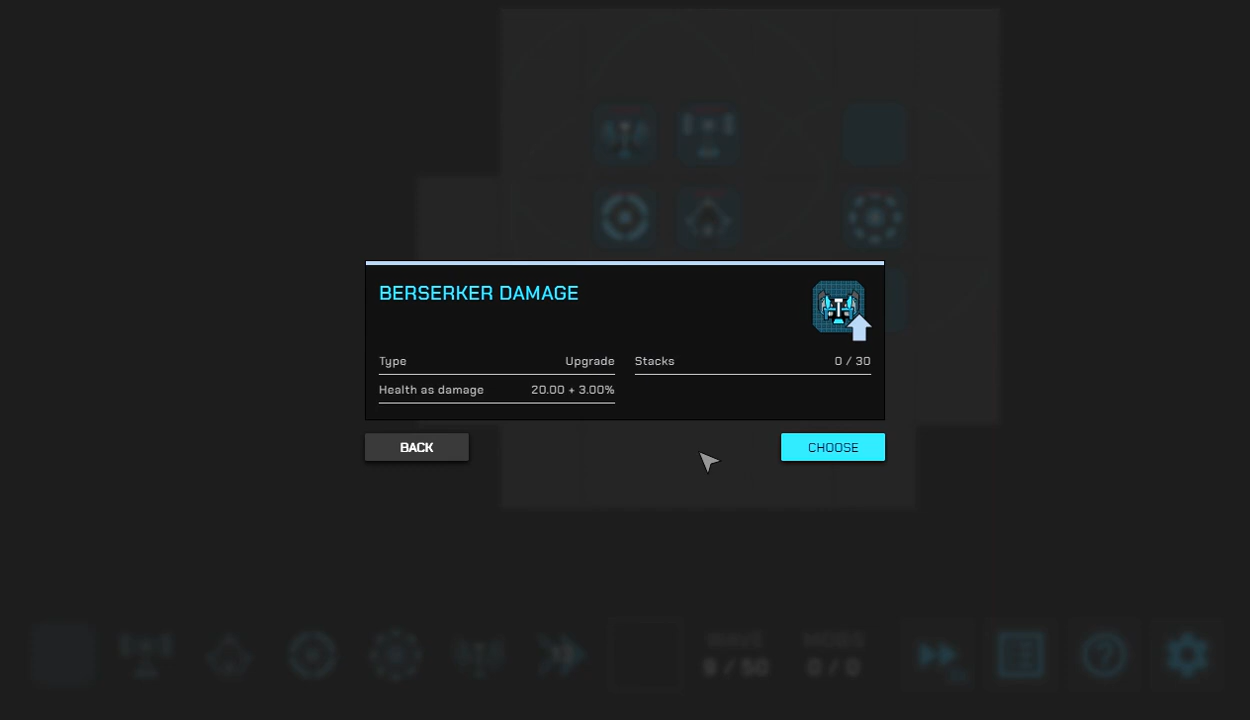 BERSERKER DAMAGE
Type Upgrade
Stacks 0 / 30
Health as damage 20.00 + 3.00%
BACK
CHOOSE
WAVE
MOBS
9 / 50
0 / 0